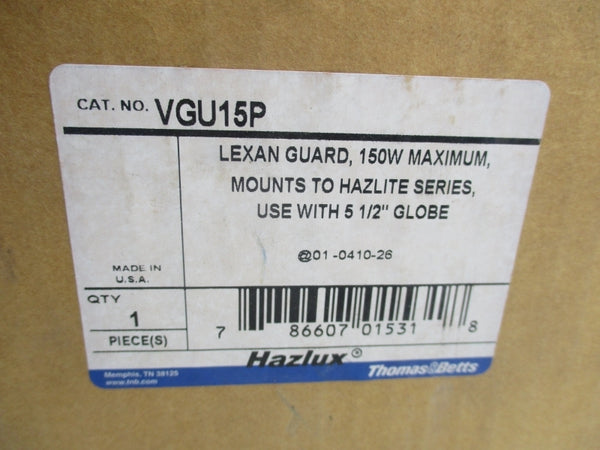 CAT. NO. VGU15P
LEXAN GUARD, 150W MAXIMUM,
MOUNTS TO HAZLITE SERIES,
USE WITH 5 1/2" GLOBE
@01-0410-26
MADE IN
U.S.A.
QTY
1
PIECE(S)
7 86607 01531 8
Hazlux®
Thomas&Betts
Memphis, TN 38125
www.tnb.com